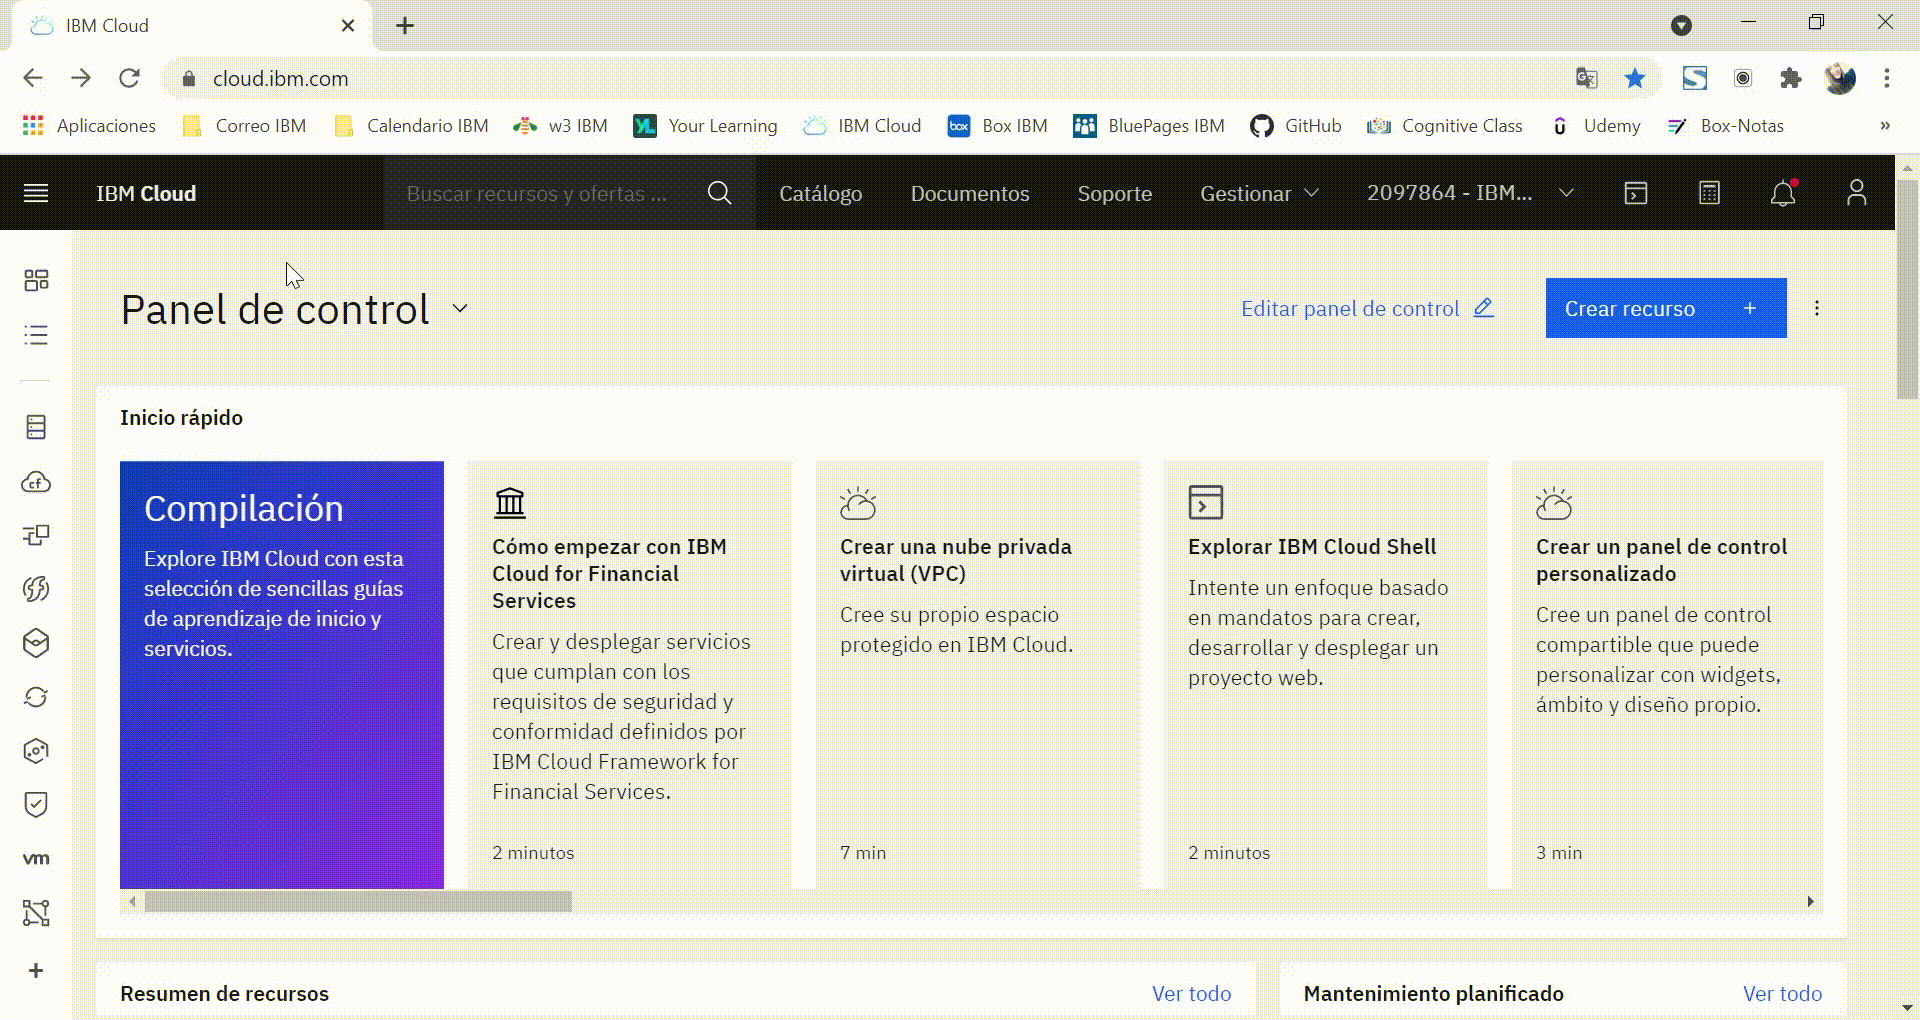 IBM Cloud
cloud.ibm.com
Aplicaciones Correo IBM Calendario IBM w3 IBM YL Your Learning IBM Cloud box Box IBM BluePages IBM GitHub Cognitive Class Udemy Box-Notas »
IBM Cloud Buscar recursos y ofertas ... Catálogo Documentos Soporte Gestionar 2097864 - IBM...
Panel de control Editar panel de control Crear recurso +
Inicio rápido
Compilación
Explore IBM Cloud con esta
selección de sencillas guías
de aprendizaje de inicio y
servicios.
Cómo empezar con IBM
Cloud for Financial
Services
Crear y desplegar servicios
que cumplan con los
requisitos de seguridad y
conformidad definidos por
IBM Cloud Framework for
Financial Services.
2 minutos
Crear una nube privada
virtual (VPC)
Cree su propio espacio
protegido en IBM Cloud.
7 min
Explorar IBM Cloud Shell
Intente un enfoque basado
en mandatos para crear,
desarrollar y desplegar un
proyecto web.
2 minutos
Crear un panel de control
personalizado
Cree un panel de control
compartible que puede
personalizar con widgets,
ámbito y diseño propio.
3 min
cf
vm
Resumen de recursos Ver todo
Mantenimiento planificado Ver todo